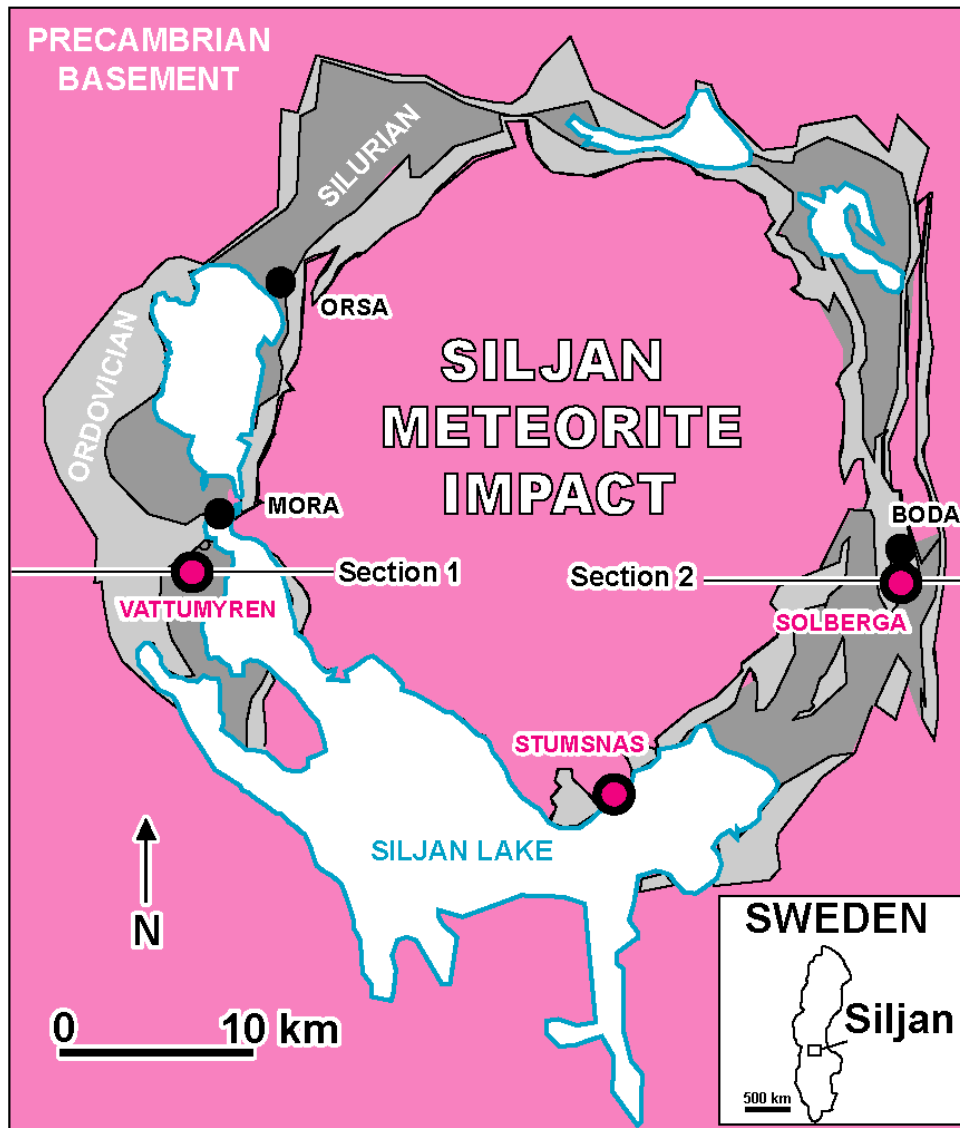 PRECAMBRIAN
BASEMENT
SILURIAN
ORSA
ORDOVICIAN
SILJAN
METEORITE
IMPACT
MORA
BODA
Section 1
Section 2
VATTUMYREN
SOLBERGA
STUMSNAS
SILJAN LAKE
N
0 10 km
SWEDEN
Siljan
500 km